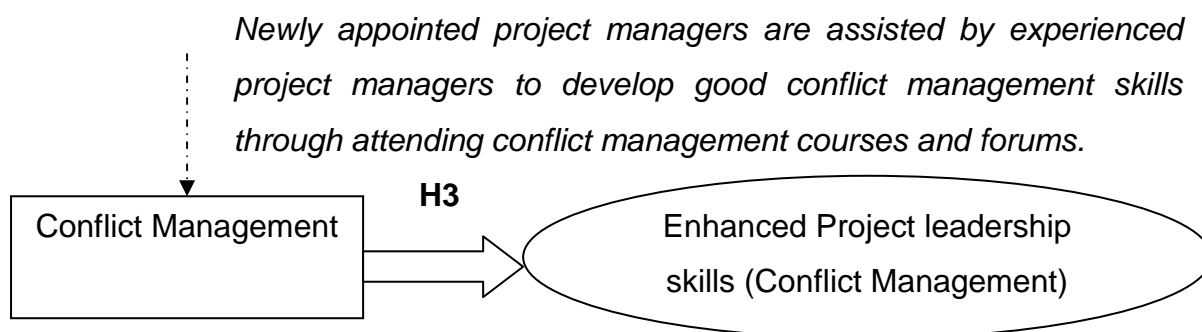 Newly appointed project managers are assisted by experienced
project managers to develop good conflict management skills
through attending conflict management courses and forums.
H3
Conflict Management
Enhanced Project leadership
skills (Conflict Management)